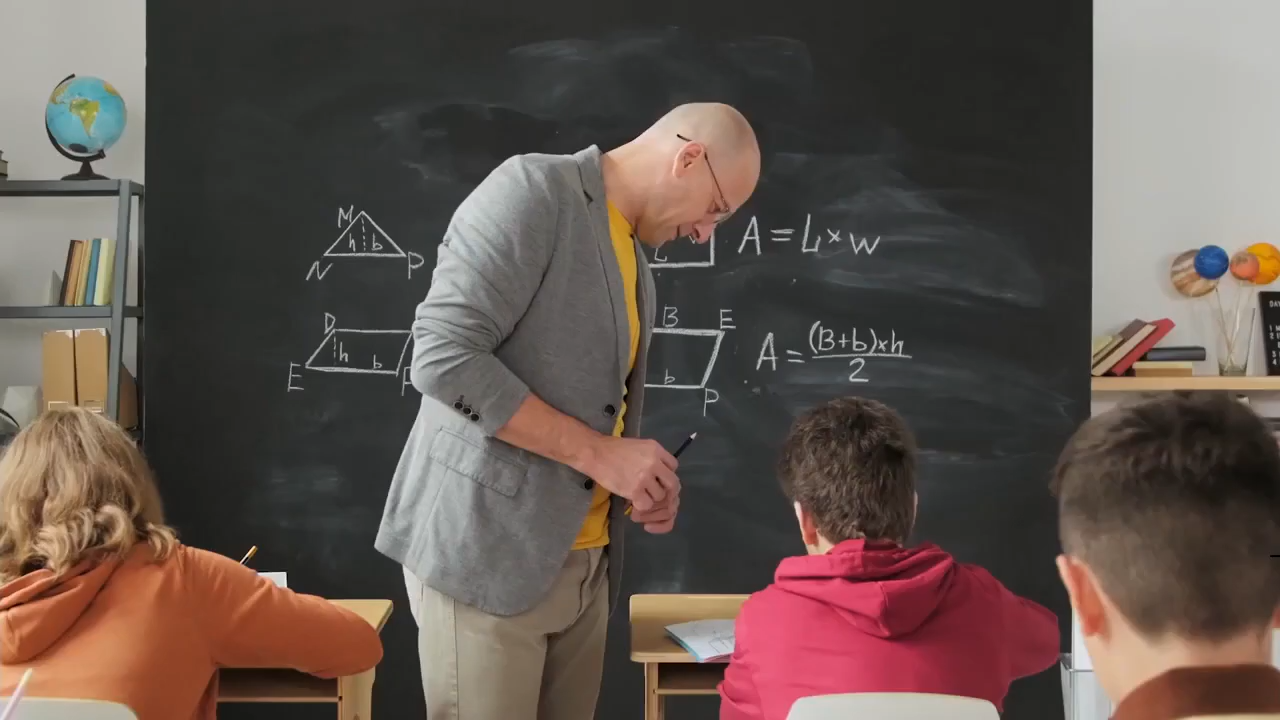 M
h b
N P
L
A = L × w
D
h b
E
B E
b
P
A = (B+b)×h / 2